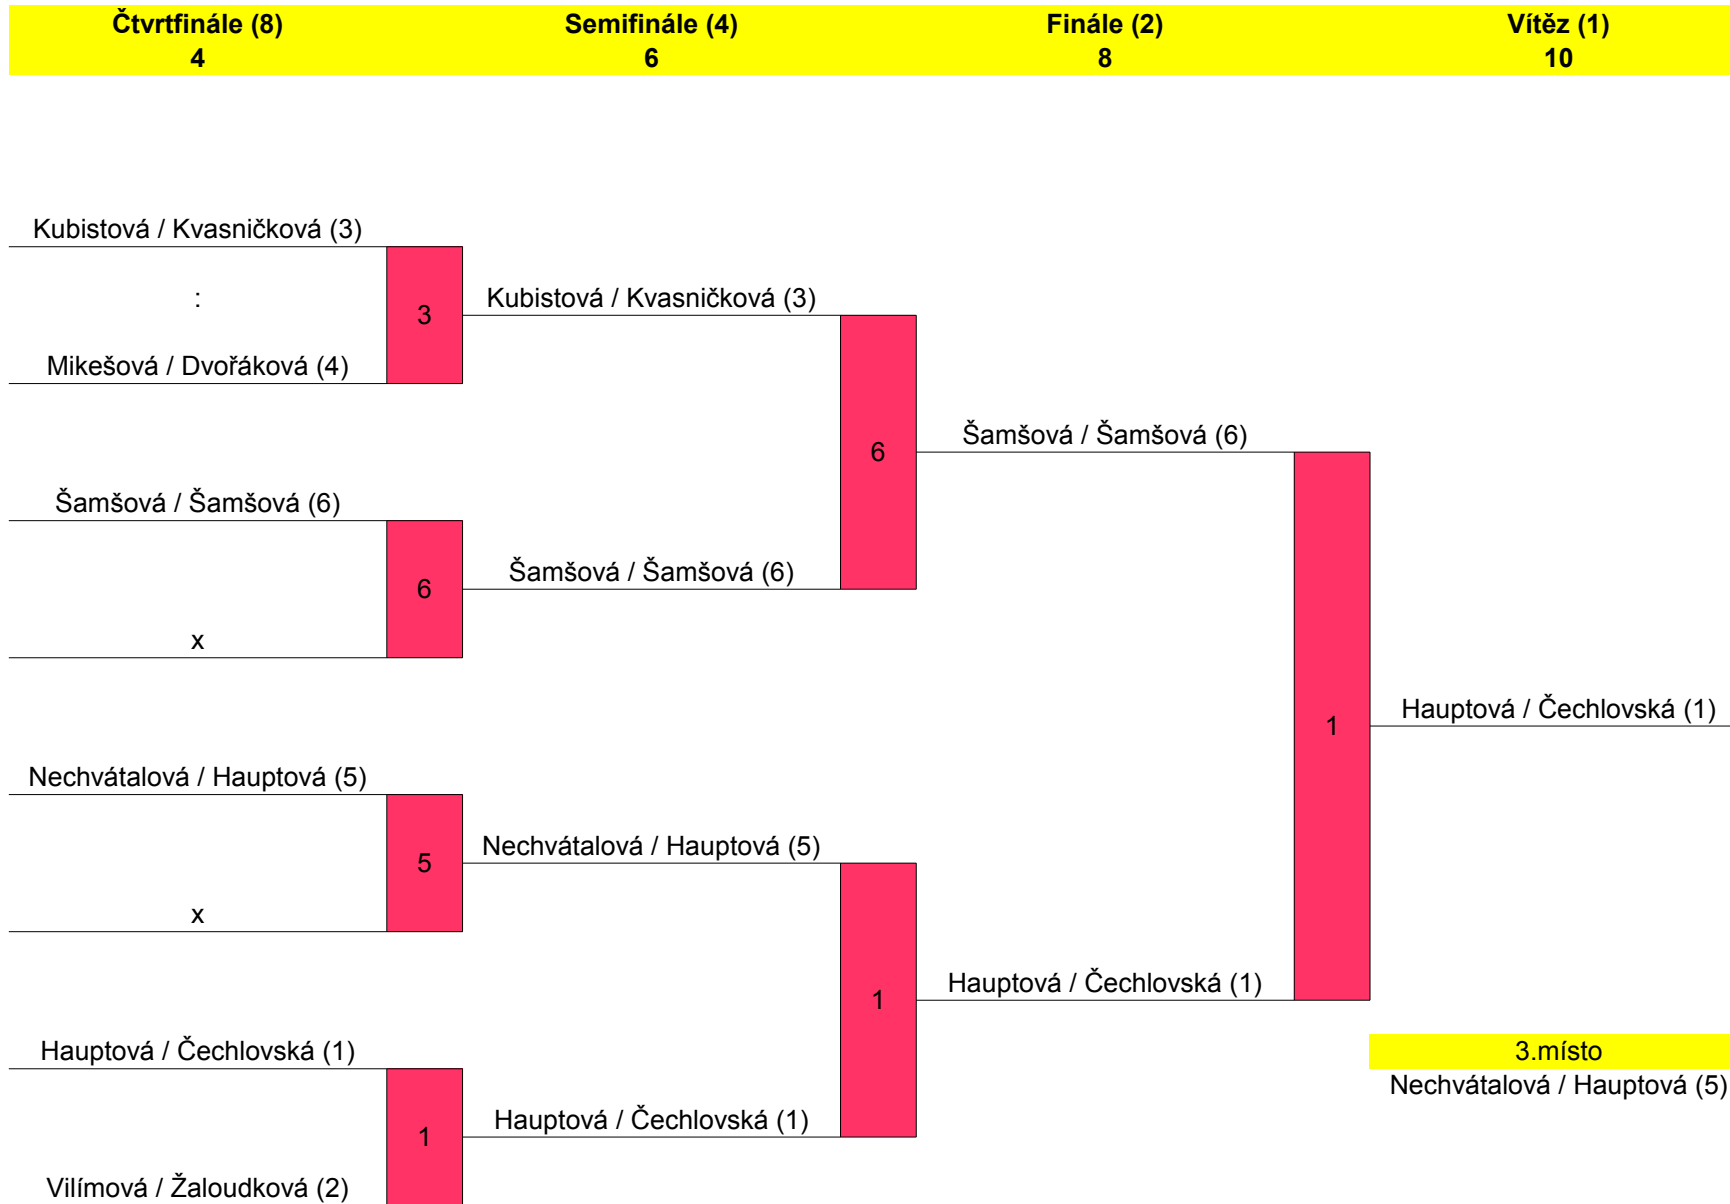 Čtvrtfinále (8) Semifinále (4) Finále (2) Vítěz (1)
4 6 8 10
Kubistová / Kvasničková (3)
: Kubistová / Kvasničková (3)
3
Mikešová / Dvořáková (4)
Šamšová / Šamšová (6)
6
Šamšová / Šamšová (6)
Šamšová / Šamšová (6)
6
x
Hauptová / Čechlovská (1)
1
Nechvátalová / Hauptová (5)
Nechvátalová / Hauptová (5)
5
x
Hauptová / Čechlovská (1)
1
Hauptová / Čechlovská (1) 3.místo
Nechvátalová / Hauptová (5)
Hauptová / Čechlovská (1)
1
Vilímová / Žaloudková (2)